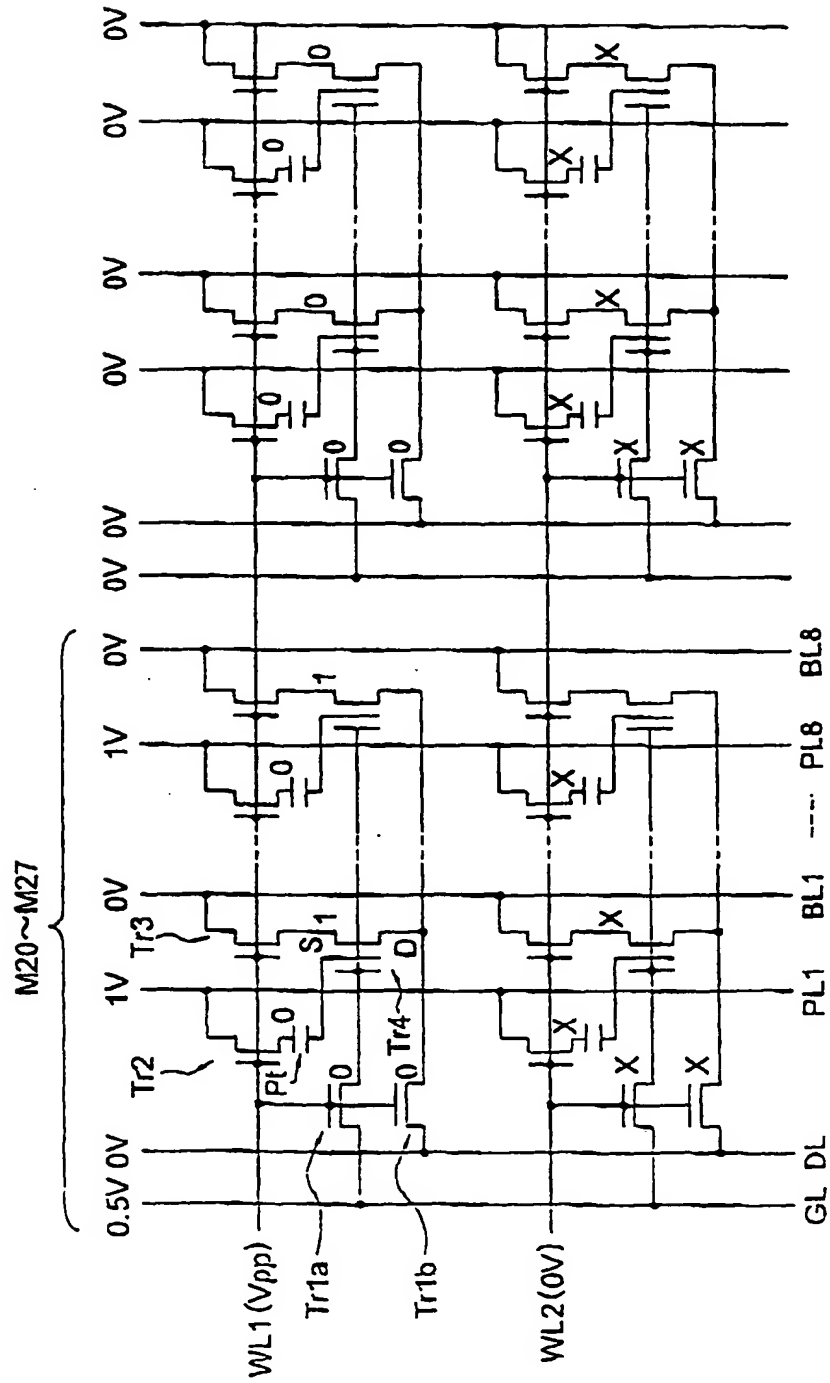 M20~M27
0.5V 0V 1V 0V 1V 0V 0V 0V 0V 0V 0V 0V
Tr2 Tr3
WL1 (Vpp)
Pt 0 S 1 0 1 0 0 0 0
Tr1a 0 Tr4 D 0
Tr1b 0 0
WL2 (0V)
X X X X X X X
X X
X X
GL DL PL1 BL1 ---- PL8 BL8